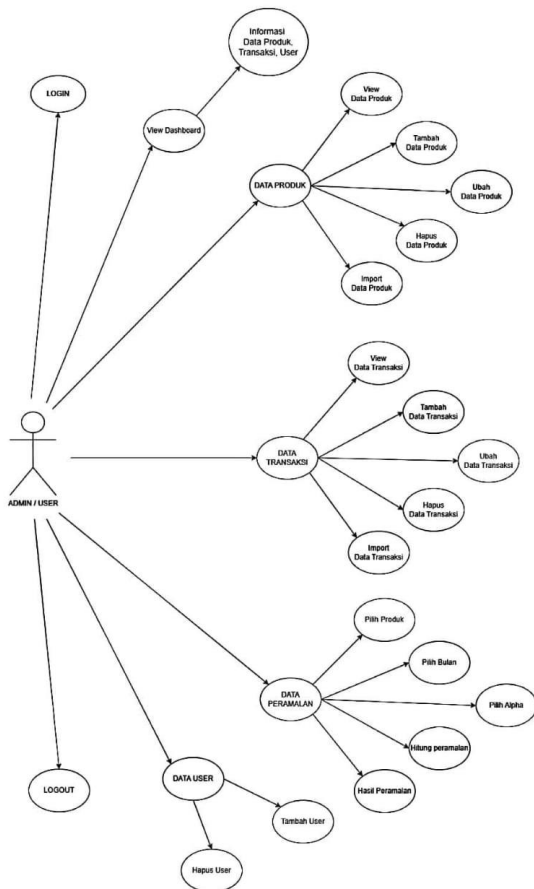 Informasi
Data Produk,
Transaksi, User
LOGIN
View Dashboard
View
Data Produk
Tambah
Data Produk
DATA PRODUK
Ubah
Data Produk
Hapus
Data Produk
Import
Data Produk
View
Data Transaksi
Tambah
Data Transaksi
DATA
TRANSAKSI
Ubah
Data Transaksi
ADMIN / USER
Hapus
Data Transaksi
Import
Data Transaksi
Pilih Produk
Pilih Bulan
DATA
PERAMALAN
Pilih Alpha
Hitung peramalan
Hasil Peramalan
DATA USER
LOGOUT
Tambah User
Hapus User